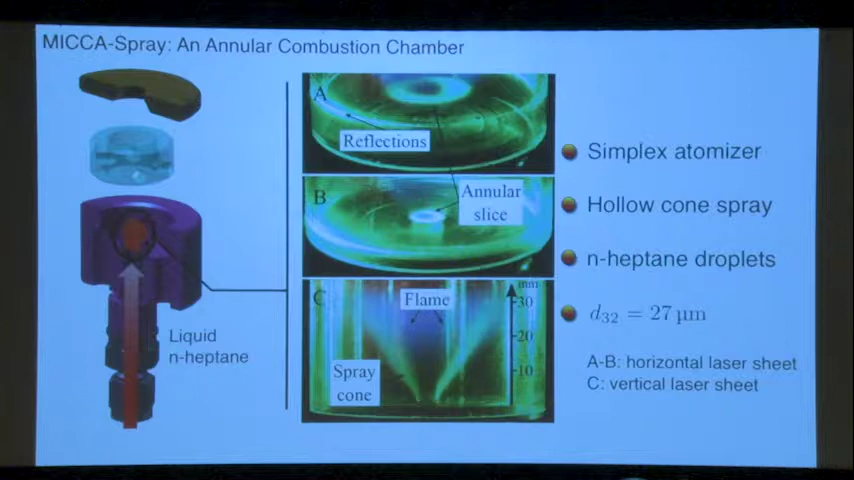 MICCA-Spray: An Annular Combustion Chamber
Liquid
n-heptane
A
Reflections
B
Annular
slice
C
Flame
mm
30
20
10
Spray
cone
Simplex atomizer
Hollow cone spray
n-heptane droplets
d₃₂ = 27 µm
A-B: horizontal laser sheet
C: vertical laser sheet